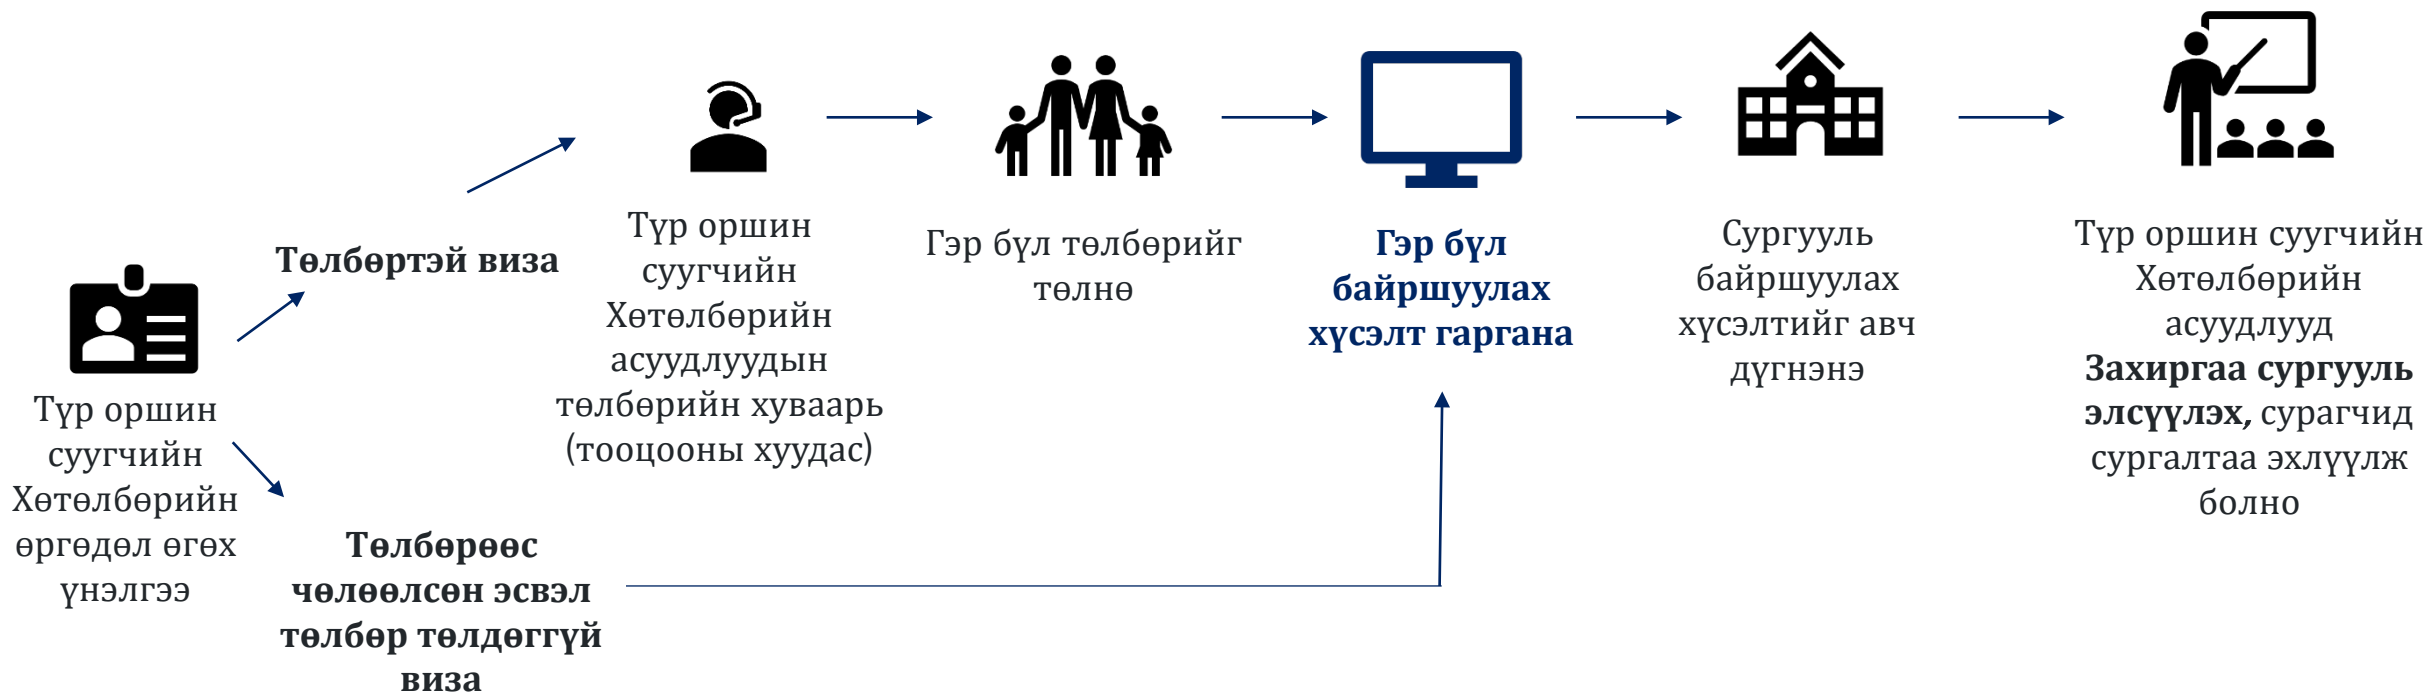 Түр оршин
суугчийн
Хөтөлбөрийн
өргөдөл өгөх
үнэлгээ
Төлбөртэй виза
Төлбөрөөс
чөлөөлсөн эсвэл
төлбөр төлдөггүй
виза
Түр оршин
суугчийн
Хөтөлбөрийн
асуудлуудын
төлбөрийн хуваарь
(тооцооны хуудас)
Гэр бүл төлбөрийг
төлнө
Гэр бүл
байршуулах
хүсэлт гаргана
Сургууль
байршуулах
хүсэлтийг авч
дүгнэнэ
Түр оршин суугчийн
Хөтөлбөрийн
асуудлууд
Захиргаа сургууль
элсүүлэх, сурагчид
сургалтаа эхлүүлж
болно